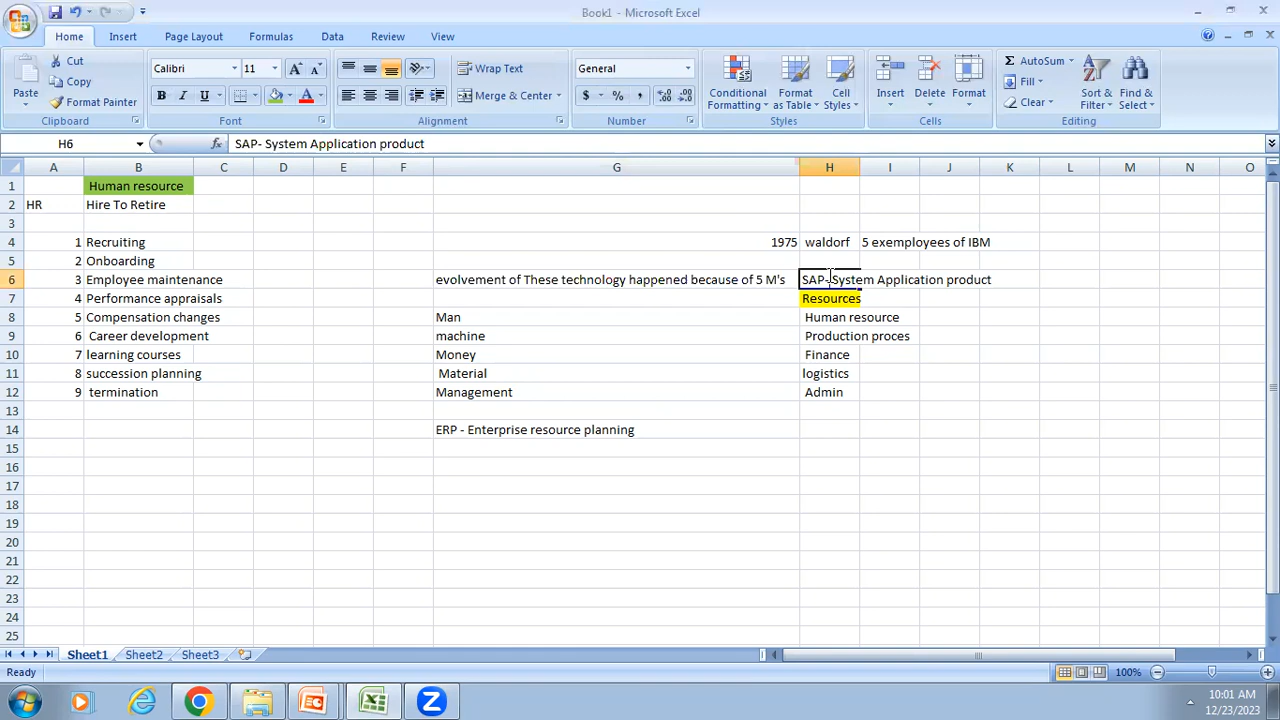 Book1 - Microsoft Excel
Home Insert Page Layout Formulas Data Review View
Paste Cut Copy Format Painter
Calibri 11
Wrap Text
Merge & Center
General
Conditional Formatting Format as Table Cell Styles
Insert Delete Format
AutoSum Fill Clear
Sort & Filter Find & Select
Clipboard Font Alignment Number Styles Cells Editing
H6 fx SAP- System Application product
A B C D E F G H I J K L M N O
1 Human resource
2 HR Hire To Retire
3
4 1 Recruiting 1975 waldorf 5 exemployees of IBM
5 2 Onboarding
6 3 Employee maintenance evolvement of These technology happened because of 5 M's SAP- System Application product
7 4 Performance appraisals Resources
8 5 Compensation changes Man Human resource
9 6 Career development machine Production proces
10 7 learning courses Money Finance
11 8 succession planning Material logistics
12 9 termination Management Admin
13
14 ERP - Enterprise resource planning
15
16
17
18
19
20
21
22
23
24
25
Sheet1 Sheet2 Sheet3
Ready 100%
10:01 AM
12/23/2023